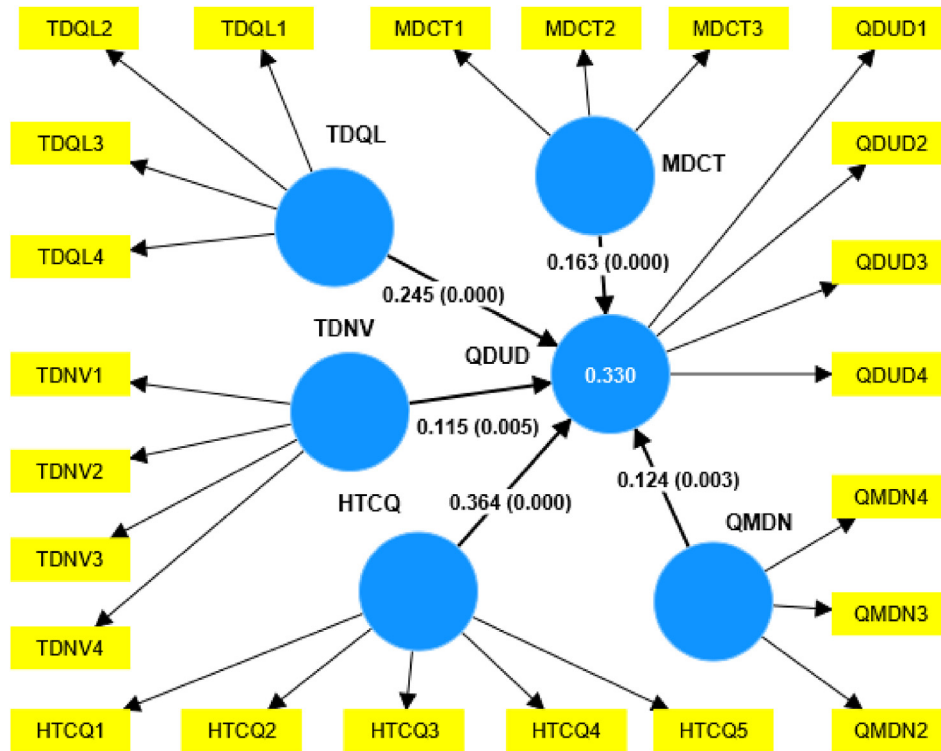 TDQL2
TDQL1
MDCT1
MDCT2
MDCT3
QDUD1
TDQL3
TDQL
MDCT
QDUD2
TDQL4
0.163 (0.000)
QDUD3
0.245 (0.000)
TDNV
QDUD
0.330
QDUD4
TDNV1
0.115 (0.005)
TDNV2
HTCQ
0.364 (0.000)
0.124 (0.003)
QMDN4
QMDN
TDNV3
QMDN3
TDNV4
HTCQ1
HTCQ2
HTCQ3
HTCQ4
HTCQ5
QMDN2